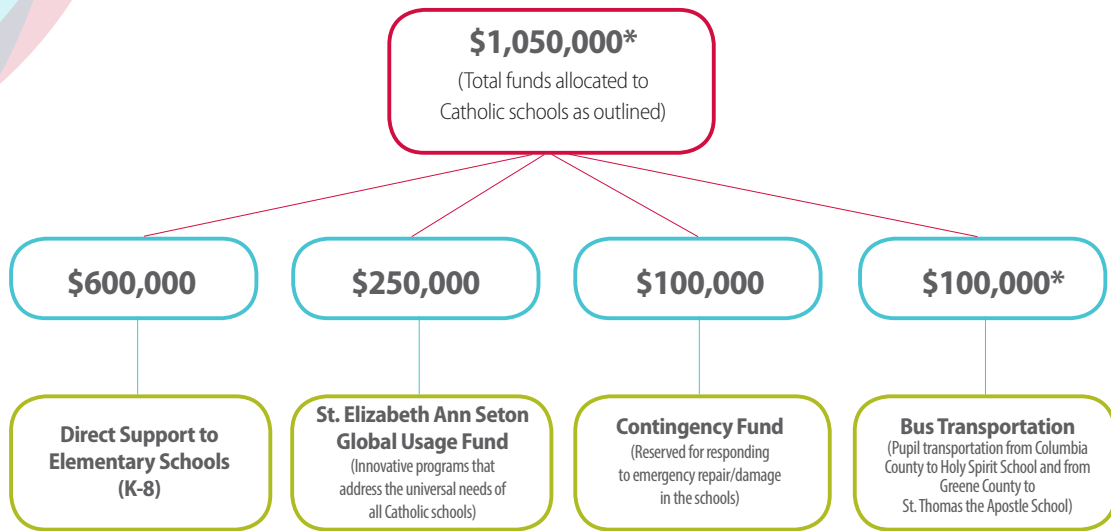 $1,050,000*
(Total funds allocated to
Catholic schools as outlined)
$600,000
$250,000
$100,000
$100,000*
Direct Support to
Elementary Schools
(K-8)
St. Elizabeth Ann Seton
Global Usage Fund
(Innovative programs that
address the universal needs of
all Catholic schools)
Contingency Fund
(Reserved for responding
to emergency repair/damage
in the schools)
Bus Transportation
(Pupil transportation from Columbia
County to Holy Spirit School and from
Greene County to
St. Thomas the Apostle School)